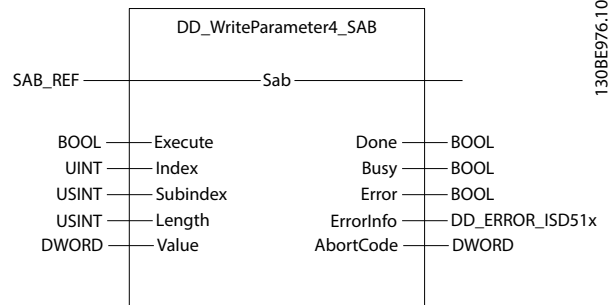 DD_WriteParameter4_SAB
SAB_REF Sab
BOOL Execute Done BOOL
UINT Index Busy BOOL
USINT Subindex Error BOOL
USINT Length ErrorInfo DD_ERROR_ISD51x
DWORD Value AbortCode DWORD
130BE976.10